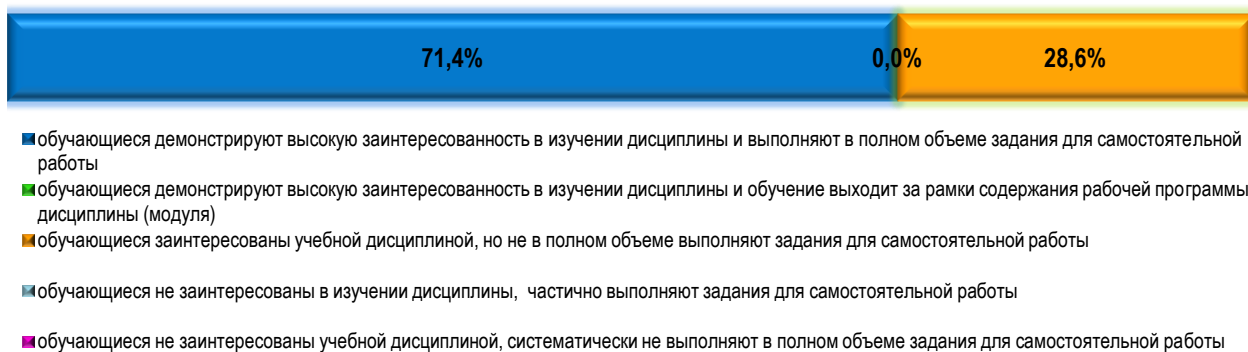 71,4% 0,0% 28,6%
обучающиеся демонстрируют высокую заинтересованность в изучении дисциплины и выполняют в полном объеме задания для самостоятельной
работы
обучающиеся демонстрируют высокую заинтересованность в изучении дисциплины и обучение выходит за рамки содержания рабочей программы
дисциплины (модуля)
обучающиеся заинтересованы учебной дисциплиной, но не в полном объеме выполняют задания для самостоятельной работы
обучающиеся не заинтересованы в изучении дисциплины, частично выполняют задания для самостоятельной работы
обучающиеся не заинтересованы учебной дисциплиной, систематически не выполняют в полном объеме задания для самостоятельной работы